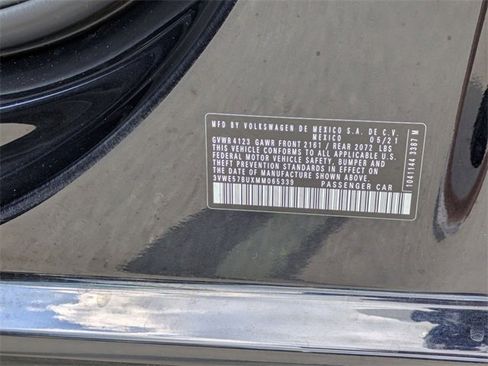 MFD BY VOLKSWAGEN DE MEXICO S.A. DE C.V.
MEXICO 05/21
GVWR 4123 GAWR FRONT 2161 / REAR 2072 LBS
THIS VEHICLE CONFORMS TO ALL APPLICABLE U.S.
FEDERAL MOTOR VEHICLE SAFETY, BUMPER, AND
THEFT PREVENTION STANDARDS IN EFFECT ON
THE DATE OF MANUFACTURE SHOWN ABOVE.
3VWE57BUXMM065339 PASSENGER CAR
1041144 3387 M